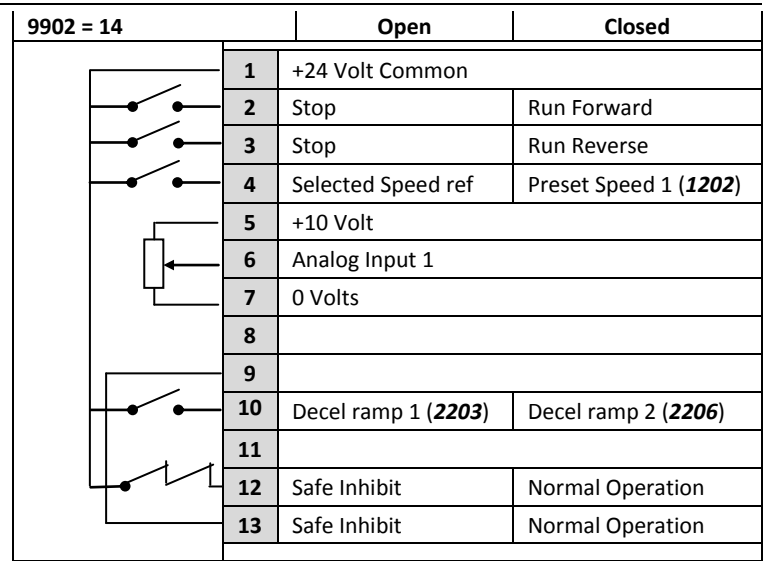 9902 = 14 Open Closed
1 +24 Volt Common
2 Stop Run Forward
3 Stop Run Reverse
4 Selected Speed ref Preset Speed 1 (1202)
5 +10 Volt
6 Analog Input 1
7 0 Volts
8
9
10 Decel ramp 1 (2203) Decel ramp 2 (2206)
11
12 Safe Inhibit Normal Operation
13 Safe Inhibit Normal Operation